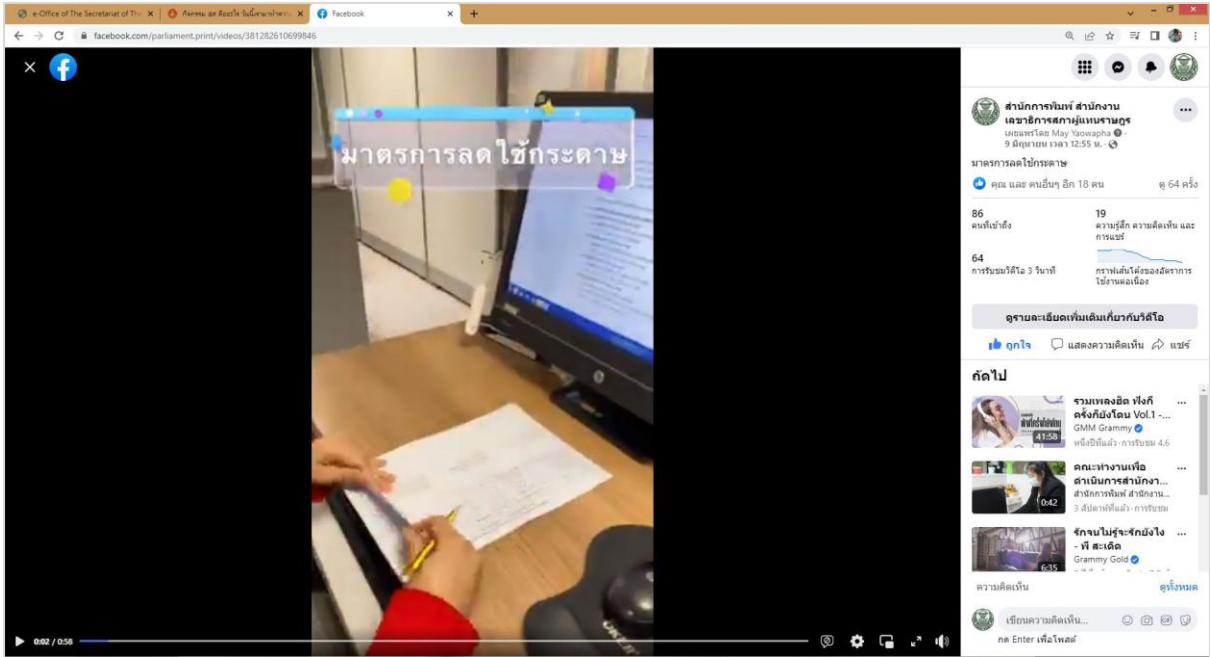 e-Office of The Secretariat of The
Facebook
facebook.com/parliament.print/videos/381282610699846
มาตรการลดใช้กระดาษ
สำนักการพิมพ์ สำนักงาน
เลขาธิการสภาผู้แทนราษฎร
เผยแพร่โดย May Yaowapha
9 มิถุนายน เวลา 12:55 น.
มาตรการลดใช้กระดาษ
คุณ และ คนอื่นๆ อีก 18 คน
ดู 64 ครั้ง
86
คนที่เข้าถึง
19
ความรู้สึก ความคิดเห็น และ
การแชร์
64
การรับชมวิดีโอ 3 วินาที
กราฟเส้นโค้งของอัตราการ
ใช้งานต่อเนื่อง
ดูรายละเอียดเพิ่มเติมเกี่ยวกับวิดีโอ
ถูกใจ
แสดงความคิดเห็น
แชร์
ถัดไป
รวมเพลงฮิต ฟังกี่
ครั้งก็ยังโดน Vol.1 -...
GMM Grammy
หนึ่งปีที่แล้ว · การรับชม 4.6
41:58
คณะทำงานเพื่อ
ดำเนินการสำนักงา...
สำนักการพิมพ์ สำนักงาน...
3 สัปดาห์ที่แล้ว · การรับชม
0:42
รักจนไม่รู้จะรักยังไง
- พี สะเดิด
Grammy Gold
6:35
ความคิดเห็น
ดูทั้งหมด
เขียนความคิดเห็น...
กด Enter เพื่อโพสต์
0:02 / 0:58